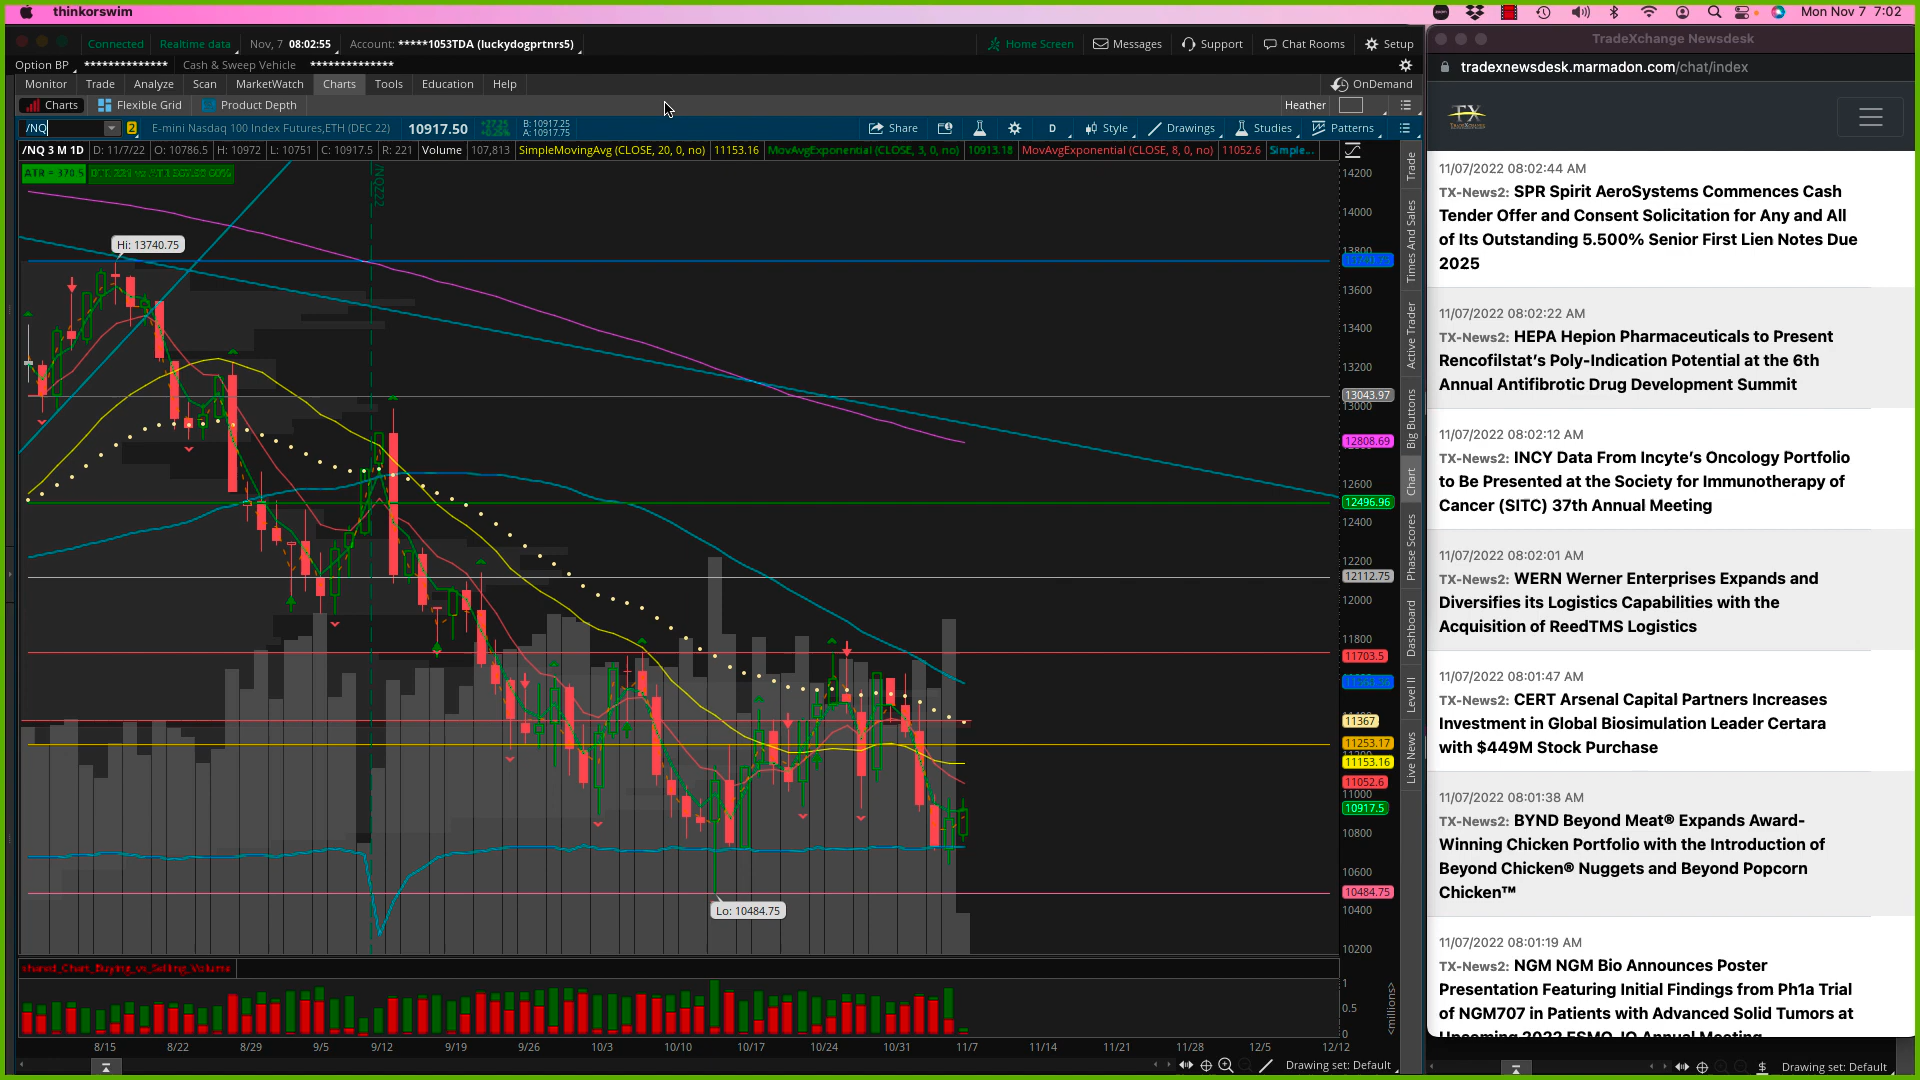 thinkorswim
Mon Nov 7 7:02
Connected
Realtime data
Nov, 7 08:02:55
Account: *****1053TDA (luckydogprtnrs5)
Home Screen
Messages
Support
Chat Rooms
Setup
Option BP
**************
Cash & Sweep Vehicle
**************
Monitor
Trade
Analyze
Scan
MarketWatch
Charts
Tools
Education
Help
OnDemand
Charts
Flexible Grid
Product Depth
Heather
/NQ
2
E-mini Nasdaq 100 Index Futures,ETH (DEC 22)
10917.50
B: 10917.25
A: 10917.75
Share
D
Style
Drawings
Studies
Patterns
/NQ 3 M 1D
D: 11/7/22
O: 10786.5
H: 10972
L: 10751
C: 10917.5
R: 221
Volume
107,813
SimpleMovingAvg (CLOSE, 20, 0, no)
11153.16
MovAvgExponential (CLOSE, 3, 0, no)
10913.18
MovAvgExponential (CLOSE, 8, 0, no)
11052.6
Simple...
ATR = 370.5
/NQZ22
Hi: 13740.75
Lo: 10484.75
14200
14000
13800
13600
13400
13200
13043.97
13000
12808.69
12600
12496.96
12400
12200
12112.75
12000
11800
11703.5
11367
11253.17
11153.16
11052.6
11000
10917.5
10800
10600
10484.75
10400
10200
Trade
Times And Sales
Active Trader
Big Buttons
Chart
Phase Scores
Dashboard
Level II
Live News
shared_Chart_Buying_vs_Selling_Volume
1
0.5
0
<millions>
8/15
8/22
8/29
9/5
9/12
9/19
9/26
10/3
10/10
10/17
10/24
10/31
11/7
11/14
11/21
11/28
12/5
12/12
Drawing set: Default
TradeXchange Newsdesk
tradexnewsdesk.marmadon.com/chat/index
TX
11/07/2022 08:02:44 AM
TX-News2: SPR Spirit AeroSystems Commences Cash
Tender Offer and Consent Solicitation for Any and All
of Its Outstanding 5.500% Senior First Lien Notes Due
2025
11/07/2022 08:02:22 AM
TX-News2: HEPA Hepion Pharmaceuticals to Present
Rencofilstat's Poly-Indication Potential at the 6th
Annual Antifibrotic Drug Development Summit
11/07/2022 08:02:12 AM
TX-News2: INCY Data From Incyte's Oncology Portfolio
to Be Presented at the Society for Immunotherapy of
Cancer (SITC) 37th Annual Meeting
11/07/2022 08:02:01 AM
TX-News2: WERN Werner Enterprises Expands and
Diversifies its Logistics Capabilities with the
Acquisition of ReedTMS Logistics
11/07/2022 08:01:47 AM
TX-News2: CERT Arsenal Capital Partners Increases
Investment in Global Biosimulation Leader Certara
with $449M Stock Purchase
11/07/2022 08:01:38 AM
TX-News2: BYND Beyond Meat® Expands Award-
Winning Chicken Portfolio with the Introduction of
Beyond Chicken® Nuggets and Beyond Popcorn
Chicken™
11/07/2022 08:01:19 AM
TX-News2: NGM NGM Bio Announces Poster
Presentation Featuring Initial Findings from Ph1a Trial
of NGM707 in Patients with Advanced Solid Tumors at
Upcoming 2022 ESMO-IO Annual Meeting
Drawing set: Default